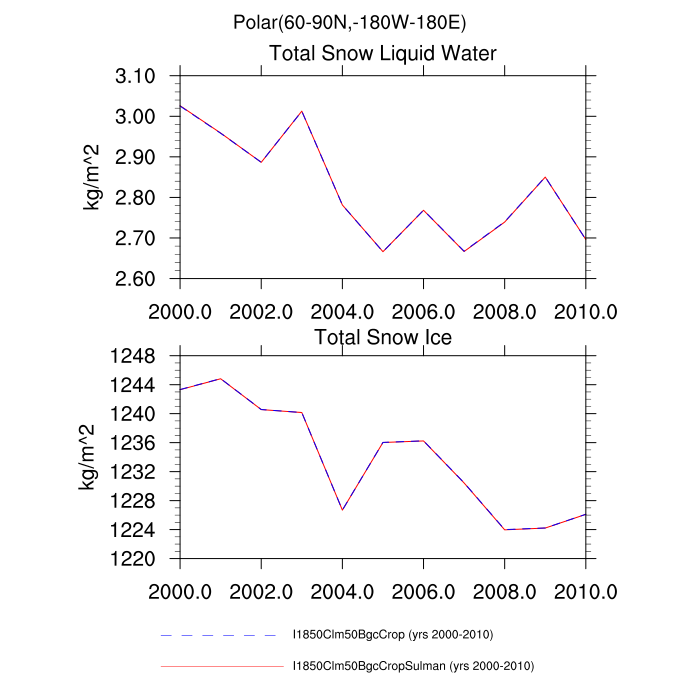 Polar(60-90N,-180W-180E)
Total Snow Liquid Water
3.10
3.00
2.90
2.80
2.70
2.60
kg/m^2
2000.0 2002.0 2004.0 2006.0 2008.0 2010.0
Total Snow Ice
1248
1244
1240
1236
1232
1228
1224
1220
kg/m^2
2000.0 2002.0 2004.0 2006.0 2008.0 2010.0
I1850Clm50BgcCrop (yrs 2000-2010)
I1850Clm50BgcCropSulman (yrs 2000-2010)